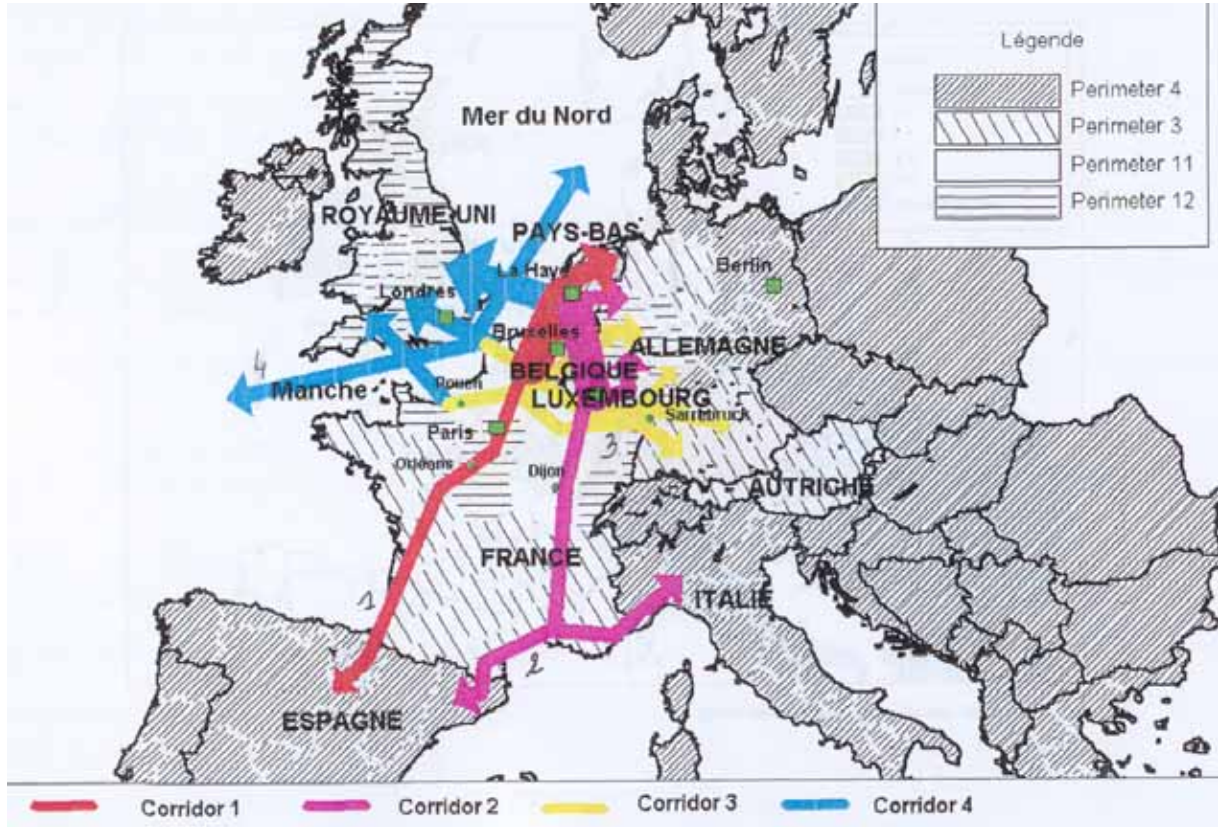 Légende
Perimeter 4
Perimeter 3
Perimeter 11
Perimeter 12
Mer du Nord
ROYAUME-UNI
PAYS-BAS
La Haye
Berlin
Londres
Bruxelles
ALLEMAGNE
BELGIQUE
4
Manche
Rouen
LUXEMBOURG
Sarrebruck
Paris
3
Orléans
Dijon
AUTRICHE
FRANCE
1
ITALIE
2
ESPAGNE
Corridor 1
Corridor 2
Corridor 3
Corridor 4